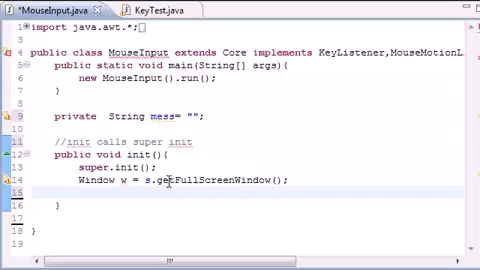 *MouseInput.java
KeyTest.java
1 import java.awt.*;
3
4 public class MouseInput extends Core implements KeyListener,MouseMotionL
5 public static void main(String[] args){
6 new MouseInput().run();
7 }
8
9 private String mess= "";
10
11 //init calls super init
12 public void init(){
13 super.init();
14 Window w = s.getFullScreenWindow();
15
16 }
17
18 }
19